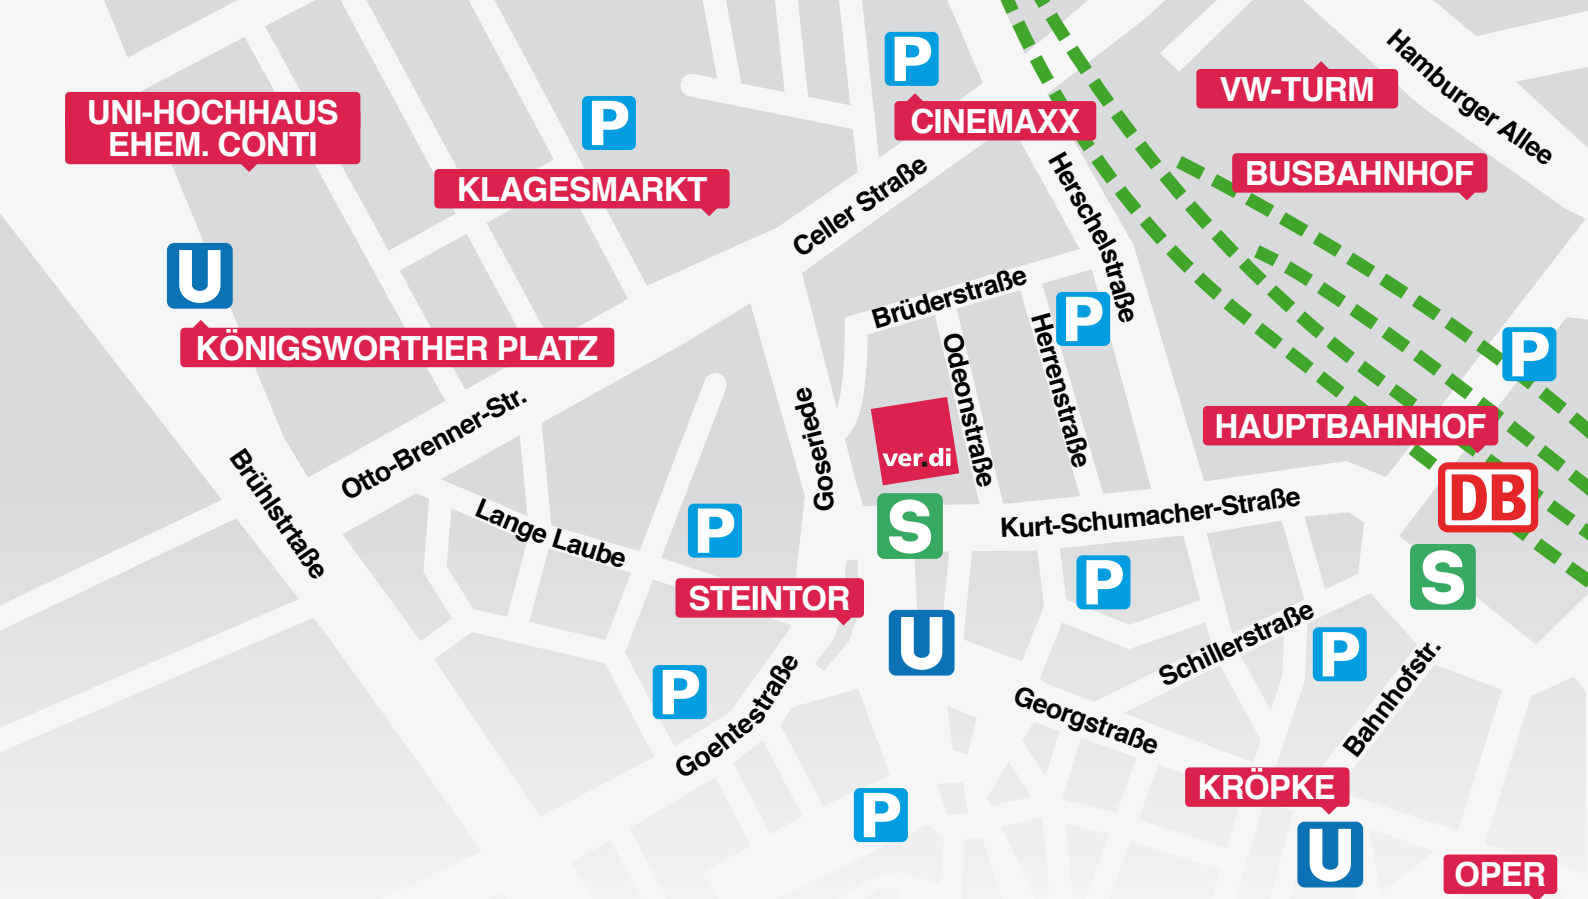 P
Hamburger Allee
VW-TURM
UNI-HOCHHAUS
EHEM. CONTI
P
CINEMAXX
KLAGESMARKT
Celler Straße
Herschelstraße
BUSBAHNHOF
U
KÖNIGSWORTHER PLATZ
Brüderstraße
P
P
Odeonstraße
Herrenstraße
Goseriede
Otto-Brenner-Str.
ver.di
HAUPTBAHNHOF
Brühlstrtaße
Lange Laube
P
S
Kurt-Schumacher-Straße
DB
P
S
STEINTOR
U
Schillerstraße
P
P
Goehtestraße
Georgstraße
Bahnhofstr.
P
KRÖPKE
U
OPER